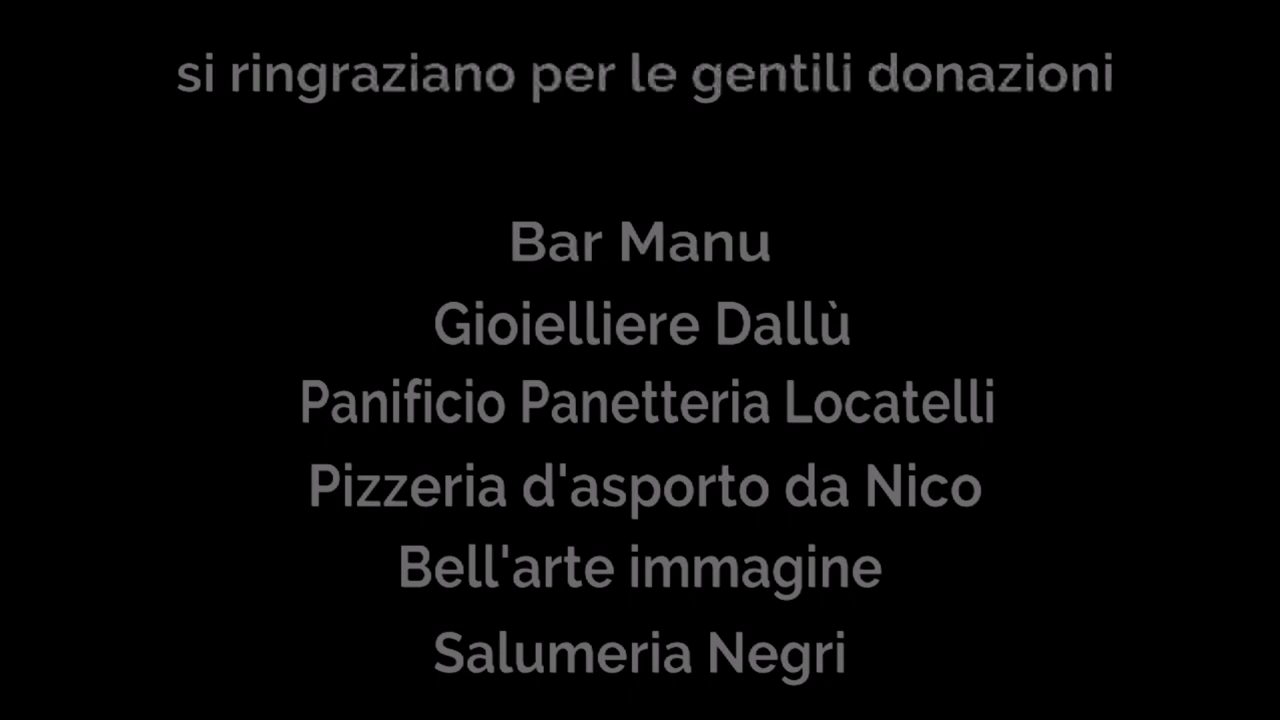 si ringraziano per le gentili donazioni
Bar Manu
Gioielliere Dallù
Panificio Panetteria Locatelli
Pizzeria d'asporto da Nico
Bell'arte immagine
Salumeria Negri